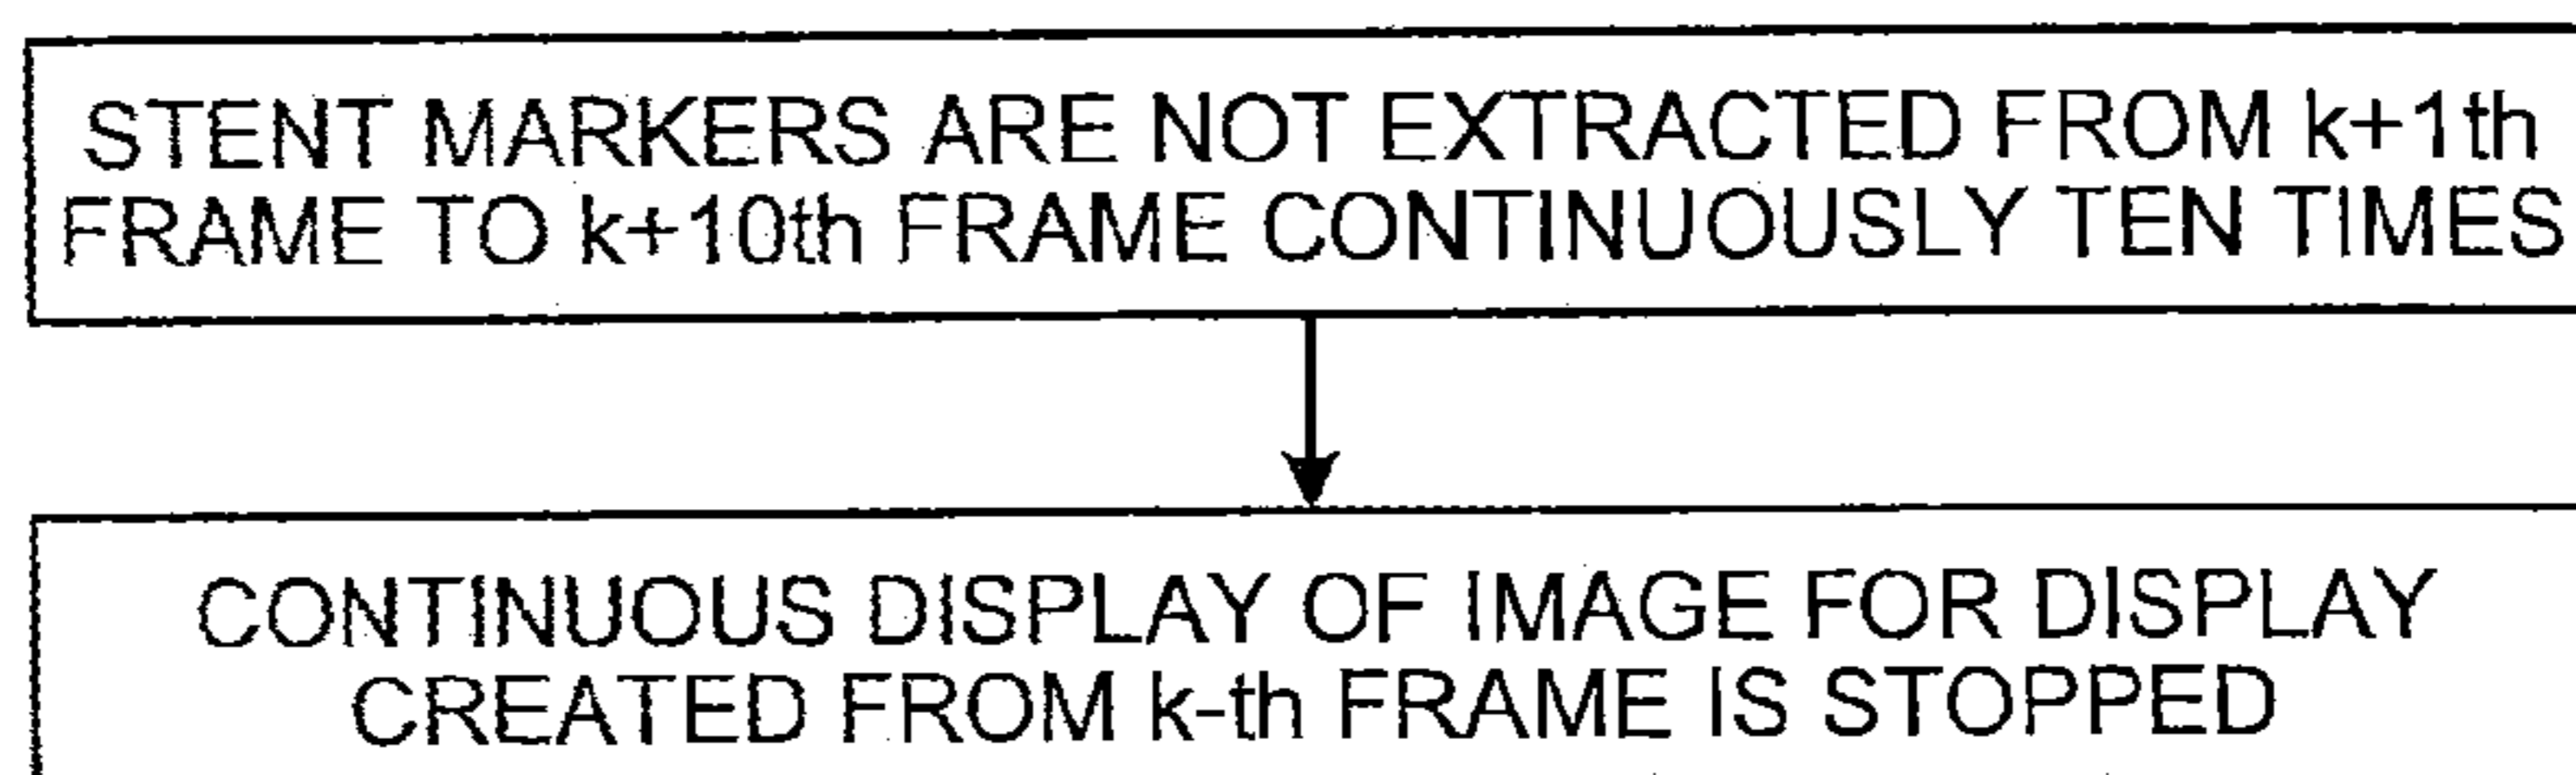 STENT MARKERS ARE NOT EXTRACTED FROM k+1th
FRAME TO k+10th FRAME CONTINUOUSLY TEN TIMES
CONTINUOUS DISPLAY OF IMAGE FOR DISPLAY
CREATED FROM k-th FRAME IS STOPPED